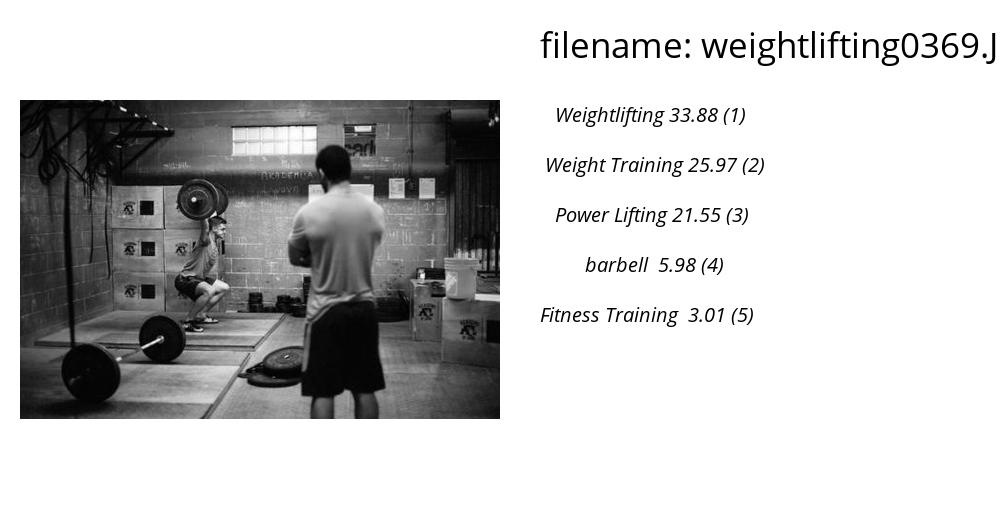 filename: weightlifting0369.J
Weightlifting 33.88 (1)
Weight Training 25.97 (2)
Power Lifting 21.55 (3)
barbell 5.98 (4)
Fitness Training 3.01 (5)
AKADEMIA